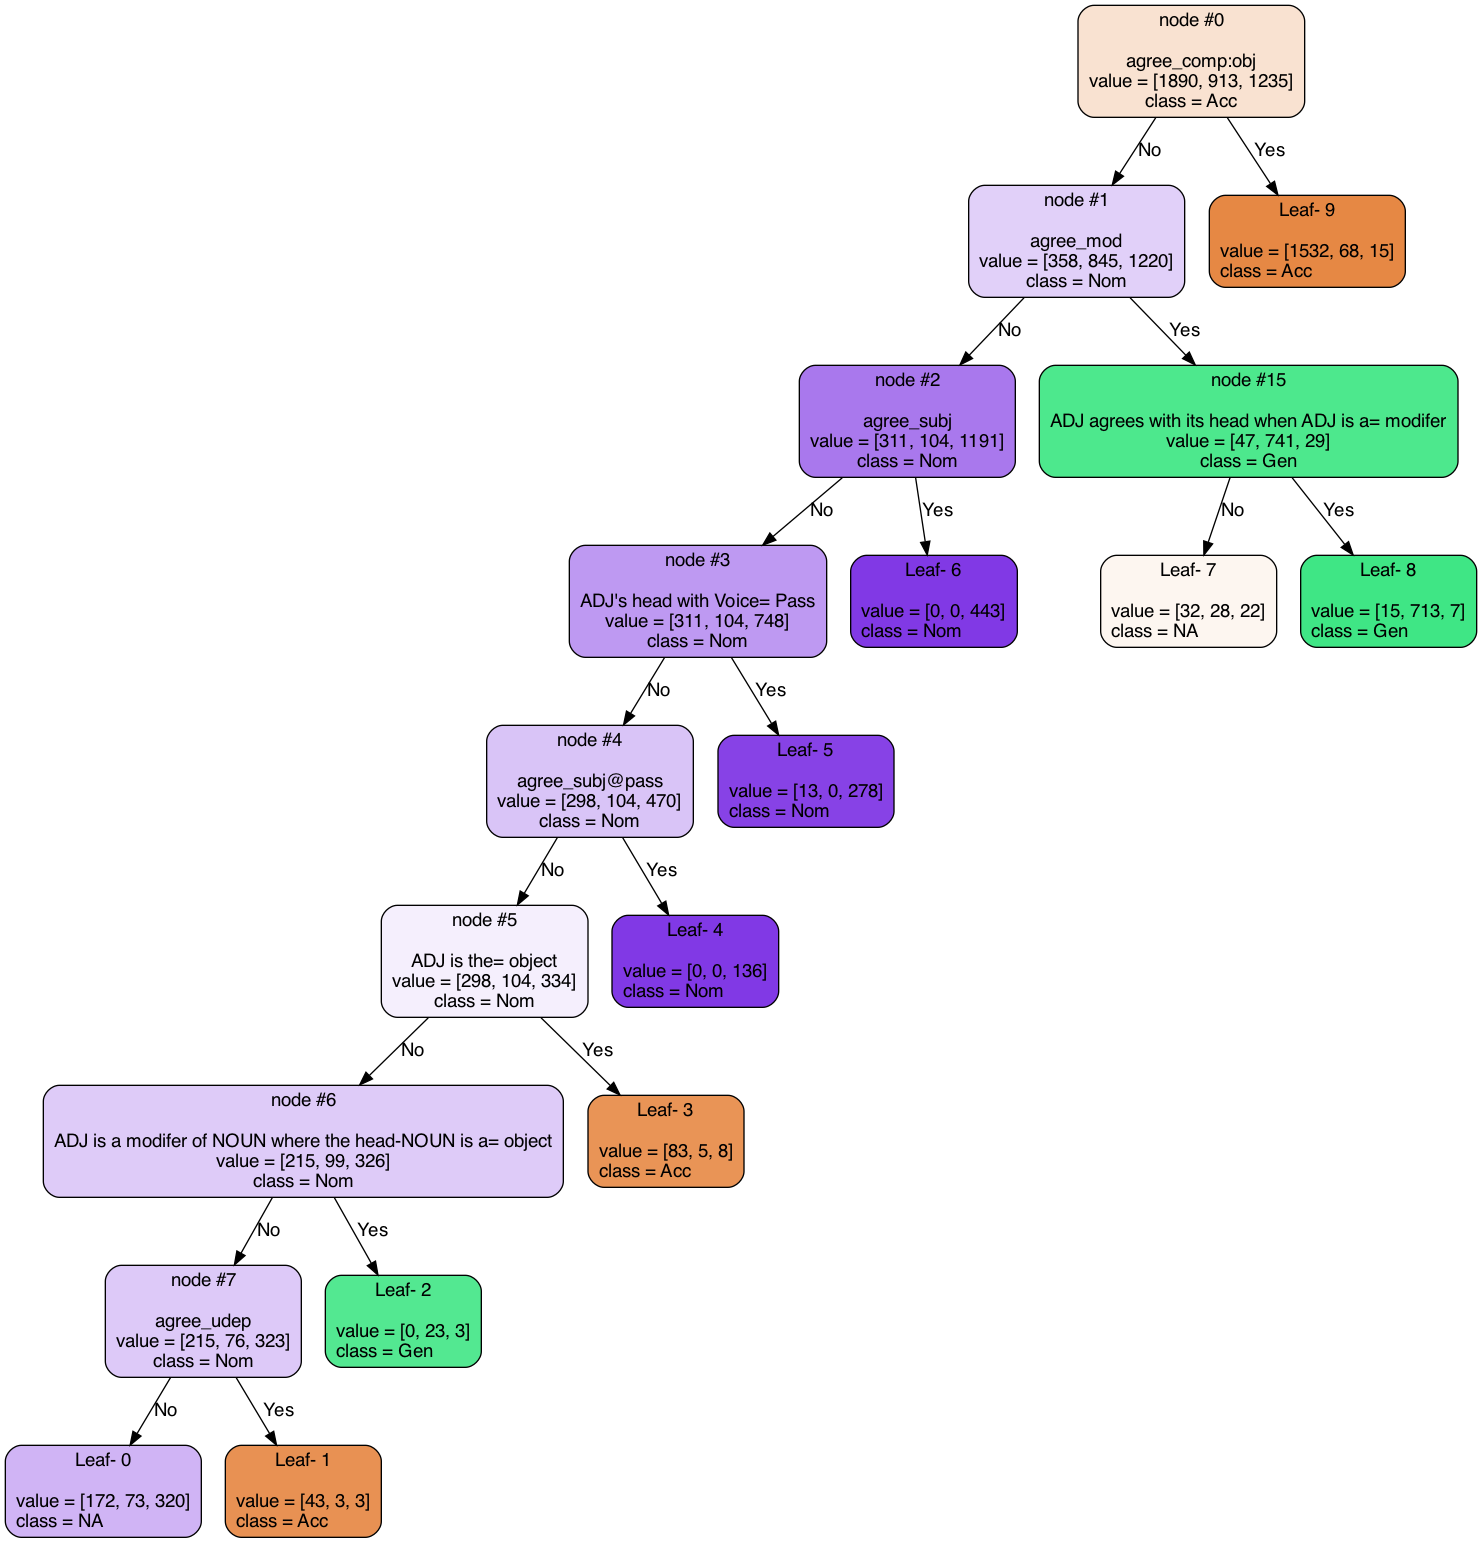 node #0
agree_comp:obj
value = [1890, 913, 1235]
class = Acc
No
Yes
node #1
agree_mod
value = [358, 845, 1220]
class = Nom
Leaf- 9
value = [1532, 68, 15]
class = Acc
No
Yes
node #2
agree_subj
value = [311, 104, 1191]
class = Nom
node #15
ADJ agrees with its head when ADJ is a= modifer
value = [47, 741, 29]
class = Gen
No
Yes
No
Yes
node #3
ADJ's head with Voice= Pass
value = [311, 104, 748]
class = Nom
Leaf- 6
value = [0, 0, 443]
class = Nom
Leaf- 7
value = [32, 28, 22]
class = NA
Leaf- 8
value = [15, 713, 7]
class = Gen
No
Yes
node #4
agree_subj@pass
value = [298, 104, 470]
class = Nom
Leaf- 5
value = [13, 0, 278]
class = Nom
No
Yes
node #5
ADJ is the= object
value = [298, 104, 334]
class = Nom
Leaf- 4
value = [0, 0, 136]
class = Nom
No
Yes
node #6
ADJ is a modifer of NOUN where the head-NOUN is a= object
value = [215, 99, 326]
class = Nom
Leaf- 3
value = [83, 5, 8]
class = Acc
No
Yes
node #7
agree_udep
value = [215, 76, 323]
class = Nom
Leaf- 2
value = [0, 23, 3]
class = Gen
No
Yes
Leaf- 0
value = [172, 73, 320]
class = NA
Leaf- 1
value = [43, 3, 3]
class = Acc